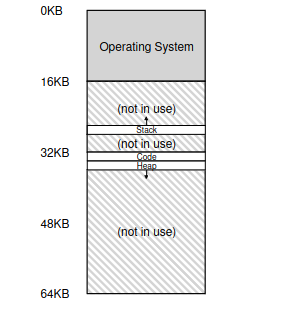 0KB
Operating System
16KB
(not in use)
Stack
(not in use)
32KB
Code
Heap
48KB
(not in use)
64KB